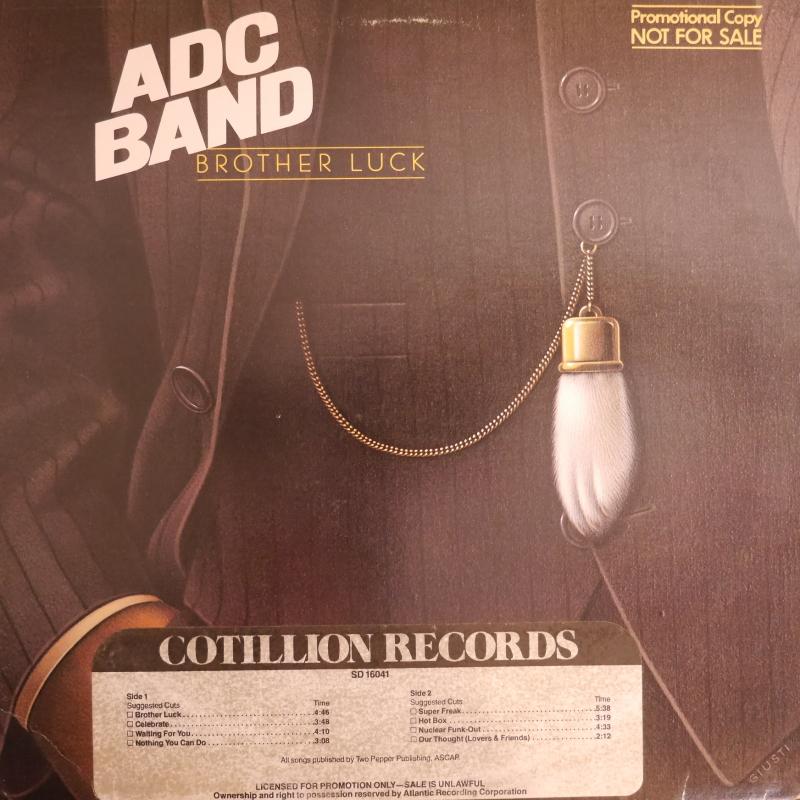 ADC
BAND
BROTHER LUCK
Promotional Copy
NOT FOR SALE
COTILLION RECORDS
SD 16041
Side 1
Suggested Cuts Time
☐ Brother Luck 4:46
☐ Celebrate 3:48
☐ Waiting For You 4:10
☐ Nothing You Can Do 3:08
Side 2
Suggested Cuts Time
☐ Super Freak 5:38
☐ Hot Box 3:19
☐ Nuclear Funk-Out 4:33
☐ Our Thought (Lovers & Friends) 2:12
All songs published by Two Pepper Publishing, ASCAP.
LICENSED FOR PROMOTION ONLY—SALE IS UNLAWFUL
Ownership and right to possession reserved by Atlantic Recording Corporation
GIUSTI